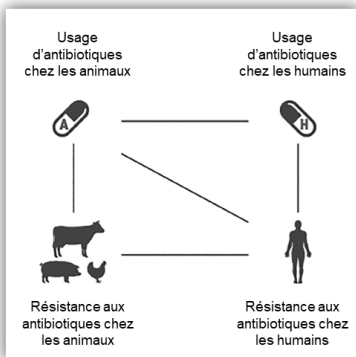 Usage
d'antibiotiques
chez les animaux
Usage
d'antibiotiques
chez les humains
A
H
Résistance aux
antibiotiques chez
les animaux
Résistance aux
antibiotiques chez
les humains